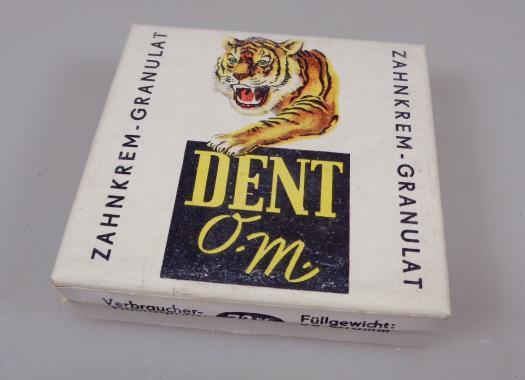 ZAHNKREM-GRANULAT
DENT
O.M.
ZAHNKREM-GRANULAT
Verbraucher-
Füllgewicht: